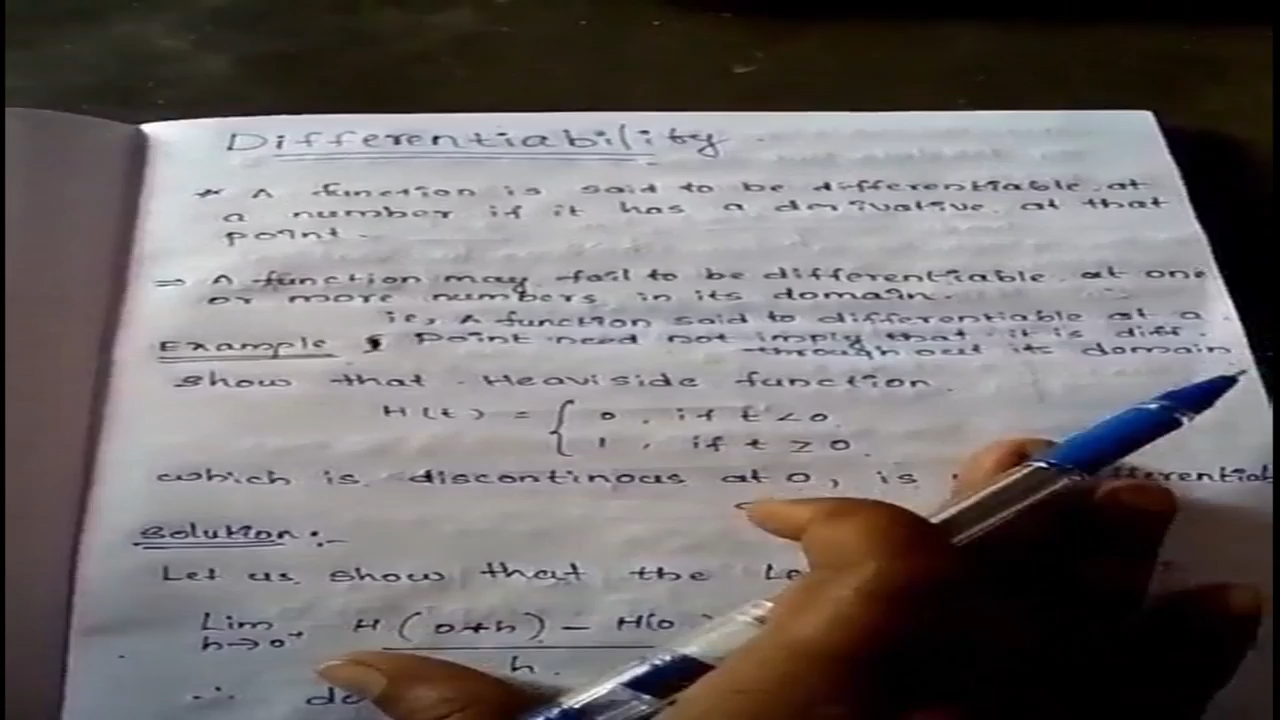 Differentiability
* A function is said to be differentiable at
a number if it has a derivative at that
point.
⇒ A function may fail to be differentiable at one
or more numbers in its domain.
ie, A function said to differentiable at a
point need not imply that it is diff.
through out its domain
Example
Show that Heaviside function.
H(t) = { 0, if t < 0.
1, if t ≥ 0.
which is discontinous at 0, is
Solution :-
Let us show that the
Lim H(0+h) - H(0
h→0+ h.
∴